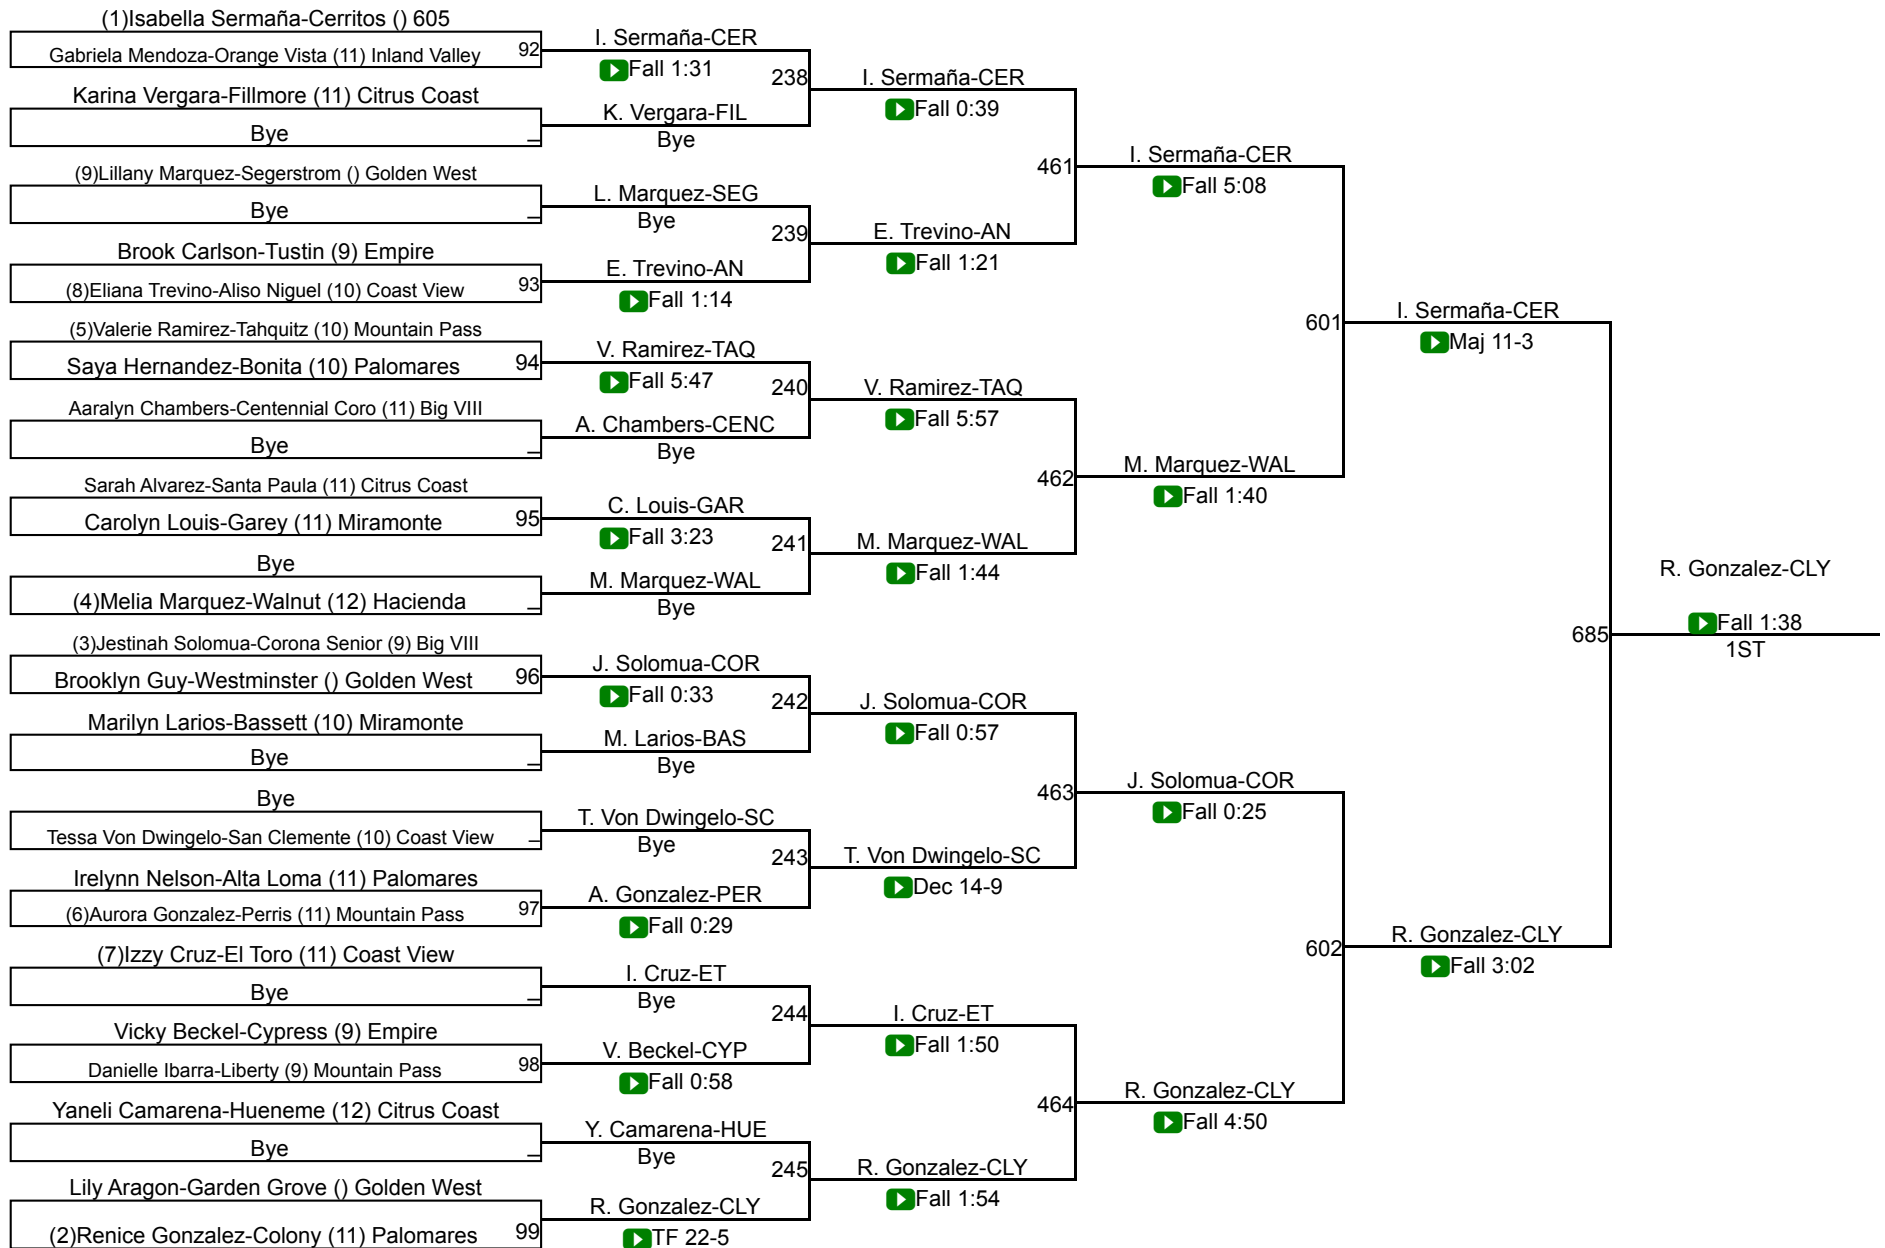 (1)Isabella Sermaña-Cerritos () 605
Gabriela Mendoza-Orange Vista (11) Inland Valley
92
I. Sermaña-CER
Fall 1:31
Karina Vergara-Fillmore (11) Citrus Coast
Bye
K. Vergara-FIL
Bye
238
I. Sermaña-CER
Fall 0:39
(9)Lillany Marquez-Segerstrom () Golden West
Bye
L. Marquez-SEG
Bye
Brook Carlson-Tustin (9) Empire
(8)Eliana Trevino-Aliso Niguel (10) Coast View
93
E. Trevino-AN
Fall 1:14
239
E. Trevino-AN
Fall 1:21
461
I. Sermaña-CER
Fall 5:08
(5)Valerie Ramirez-Tahquitz (10) Mountain Pass
Saya Hernandez-Bonita (10) Palomares
94
V. Ramirez-TAQ
Fall 5:47
Aaralyn Chambers-Centennial Coro (11) Big VIII
Bye
A. Chambers-CENC
Bye
240
V. Ramirez-TAQ
Fall 5:57
Sarah Alvarez-Santa Paula (11) Citrus Coast
Carolyn Louis-Garey (11) Miramonte
95
C. Louis-GAR
Fall 3:23
Bye
(4)Melia Marquez-Walnut (12) Hacienda
M. Marquez-WAL
Bye
241
M. Marquez-WAL
Fall 1:44
462
M. Marquez-WAL
Fall 1:40
601
I. Sermaña-CER
Maj 11-3
(3)Jestinah Solomua-Corona Senior (9) Big VIII
Brooklyn Guy-Westminster () Golden West
96
J. Solomua-COR
Fall 0:33
Marilyn Larios-Bassett (10) Miramonte
Bye
M. Larios-BAS
Bye
242
J. Solomua-COR
Fall 0:57
Bye
Tessa Von Dwingelo-San Clemente (10) Coast View
T. Von Dwingelo-SC
Bye
Irelynn Nelson-Alta Loma (11) Palomares
(6)Aurora Gonzalez-Perris (11) Mountain Pass
97
A. Gonzalez-PER
Fall 0:29
243
T. Von Dwingelo-SC
Dec 14-9
463
J. Solomua-COR
Fall 0:25
(7)Izzy Cruz-El Toro (11) Coast View
Bye
I. Cruz-ET
Bye
Vicky Beckel-Cypress (9) Empire
Danielle Ibarra-Liberty (9) Mountain Pass
98
V. Beckel-CYP
Fall 0:58
244
I. Cruz-ET
Fall 1:50
Yaneli Camarena-Hueneme (12) Citrus Coast
Bye
Y. Camarena-HUE
Bye
Lily Aragon-Garden Grove () Golden West
(2)Renice Gonzalez-Colony (11) Palomares
99
R. Gonzalez-CLY
TF 22-5
245
R. Gonzalez-CLY
Fall 1:54
464
R. Gonzalez-CLY
Fall 4:50
602
R. Gonzalez-CLY
Fall 3:02
685
R. Gonzalez-CLY
Fall 1:38
1ST